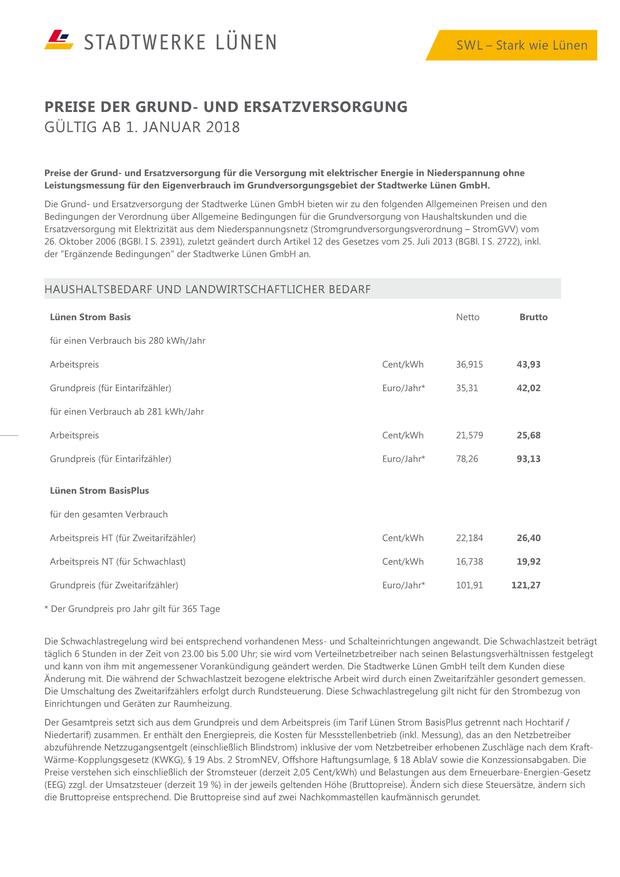 STADTWERKE LÜNEN
SWL – Stark wie Lünen
PREISE DER GRUND- UND ERSATZVERSORGUNG
GÜLTIG AB 1. JANUAR 2018
Preise der Grund- und Ersatzversorgung für die Versorgung mit elektrischer Energie in Niederspannung ohne
Leistungsmessung für den Eigenverbrauch im Grundversorgungsgebiet der Stadtwerke Lünen GmbH.
Die Grund- und Ersatzversorgung der Stadtwerke Lünen GmbH bieten wir zu den folgenden Allgemeinen Preisen und den
Bedingungen der Verordnung über Allgemeine Bedingungen für die Grundversorgung von Haushaltskunden und die
Ersatzversorgung mit Elektrizität aus dem Niederspannungsnetz (Stromgrundversorgungsverordnung – StromGVV) vom
26. Oktober 2006 (BGBl. I S. 2391), zuletzt geändert durch Artikel 12 des Gesetzes vom 25. Juli 2013 (BGBl. I S. 2722), inkl.
der "Ergänzende Bedingungen" der Stadtwerke Lünen GmbH an.
HAUSHALTSBEDARF UND LANDWIRTSCHAFTLICHER BEDARF
Lünen Strom Basis Netto Brutto
für einen Verbrauch bis 280 kWh/Jahr
Arbeitspreis Cent/kWh 36,915 43,93
Grundpreis (für Eintarifzähler) Euro/Jahr* 35,31 42,02
für einen Verbrauch ab 281 kWh/Jahr
Arbeitspreis Cent/kWh 21,579 25,68
Grundpreis (für Eintarifzähler) Euro/Jahr* 78,26 93,13
Lünen Strom BasisPlus
für den gesamten Verbrauch
Arbeitspreis HT (für Zweitarifzähler) Cent/kWh 22,184 26,40
Arbeitspreis NT (für Schwachlast) Cent/kWh 16,738 19,92
Grundpreis (für Zweitarifzähler) Euro/Jahr* 101,91 121,27
* Der Grundpreis pro Jahr gilt für 365 Tage
Die Schwachlastregelung wird bei entsprechend vorhandenen Mess- und Schalteinrichtungen angewandt. Die Schwachlastzeit beträgt
täglich 6 Stunden in der Zeit von 23.00 bis 5.00 Uhr; sie wird vom Verteilnetzbetreiber nach seinen Belastungsverhältnissen festgelegt
und kann von ihm mit angemessener Vorankündigung geändert werden. Die Stadtwerke Lünen GmbH teilt dem Kunden diese
Änderung mit. Die während der Schwachlastzeit bezogene elektrische Arbeit wird durch einen Zweitarifzähler gesondert gemessen.
Die Umschaltung des Zweitarifzählers erfolgt durch Rundsteuerung. Diese Schwachlastregelung gilt nicht für den Strombezug von
Einrichtungen und Geräten zur Raumheizung.
Der Gesamtpreis setzt sich aus dem Grundpreis und dem Arbeitspreis (im Tarif Lünen Strom BasisPlus getrennt nach Hochtarif /
Niedertarif) zusammen. Er enthält den Energiepreis, die Kosten für Messstellenbetrieb (inkl. Messung), das an den Netzbetreiber
abzuführende Netzzugangsentgelt (einschließlich Blindstrom) inklusive der vom Netzbetreiber erhobenen Zuschläge nach dem Kraft-
Wärme-Kopplungsgesetz (KWKG), § 19 Abs. 2 StromNEV, Offshore Haftungsumlage, § 18 AblaV sowie die Konzessionsabgaben. Die
Preise verstehen sich einschließlich der Stromsteuer (derzeit 2,05 Cent/kWh) und Belastungen aus dem Erneuerbare-Energien-Gesetz
(EEG) zzgl. der Umsatzsteuer (derzeit 19 %) in der jeweils geltenden Höhe (Bruttopreise). Ändern sich diese Steuersätze, ändern sich
die Bruttopreise entsprechend. Die Bruttopreise sind auf zwei Nachkommastellen kaufmännisch gerundet.